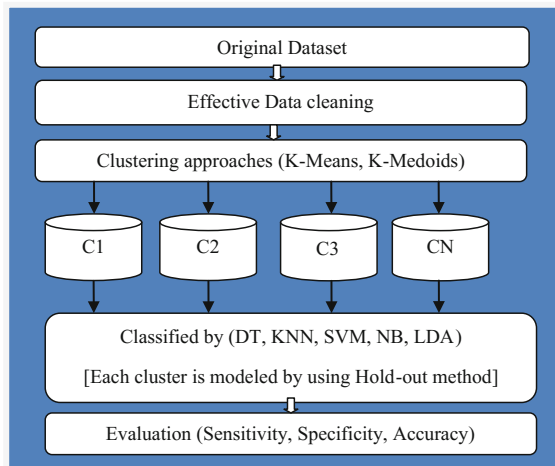 Original Dataset
Effective Data cleaning
Clustering approaches (K-Means, K-Medoids)
C1 C2 C3 CN
Classified by (DT, KNN, SVM, NB, LDA)
[Each cluster is modeled by using Hold-out method]
Evaluation (Sensitivity, Specificity, Accuracy)